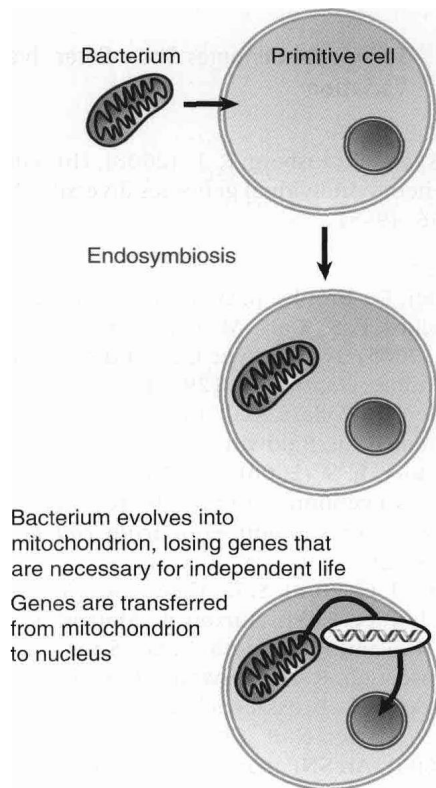 Bacterium
Primitive cell
Endosymbiosis
Bacterium evolves into
mitochondrion, losing genes that
are necessary for independent life
Genes are transferred
from mitochondrion
to nucleus